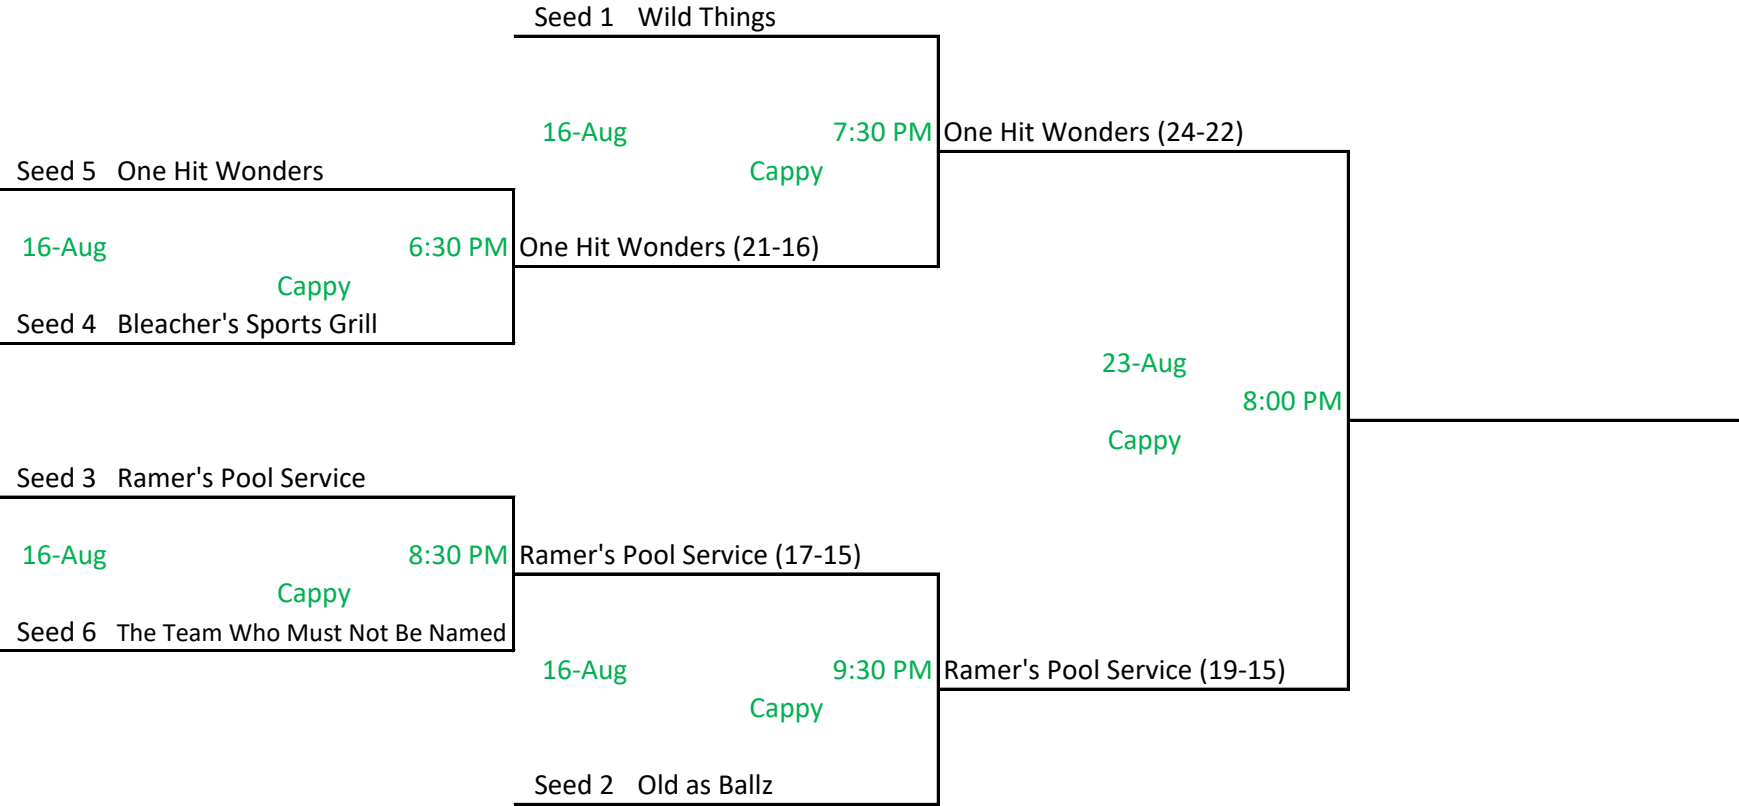 Seed 1 Wild Things
16-Aug 7:30 PM One Hit Wonders (24-22)
Seed 5 One Hit Wonders Cappy
16-Aug 6:30 PM One Hit Wonders (21-16)
Cappy
Seed 4 Bleacher's Sports Grill
23-Aug
8:00 PM
Cappy
Seed 3 Ramer's Pool Service
16-Aug 8:30 PM Ramer's Pool Service (17-15)
Cappy
Seed 6 The Team Who Must Not Be Named
16-Aug 9:30 PM Ramer's Pool Service (19-15)
Cappy
Seed 2 Old as Ballz